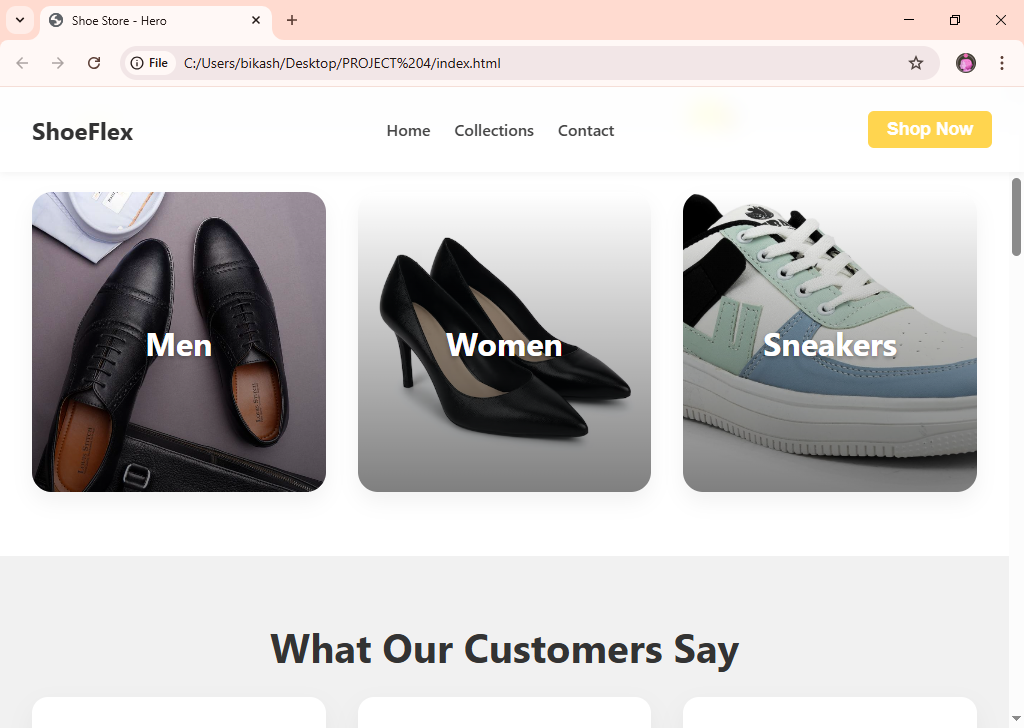 Shoe Store - Hero
File
C:/Users/bikash/Desktop/PROJECT%204/index.html
ShoeFlex
Home
Collections
Contact
Shop Now
Men
Women
Sneakers
What Our Customers Say